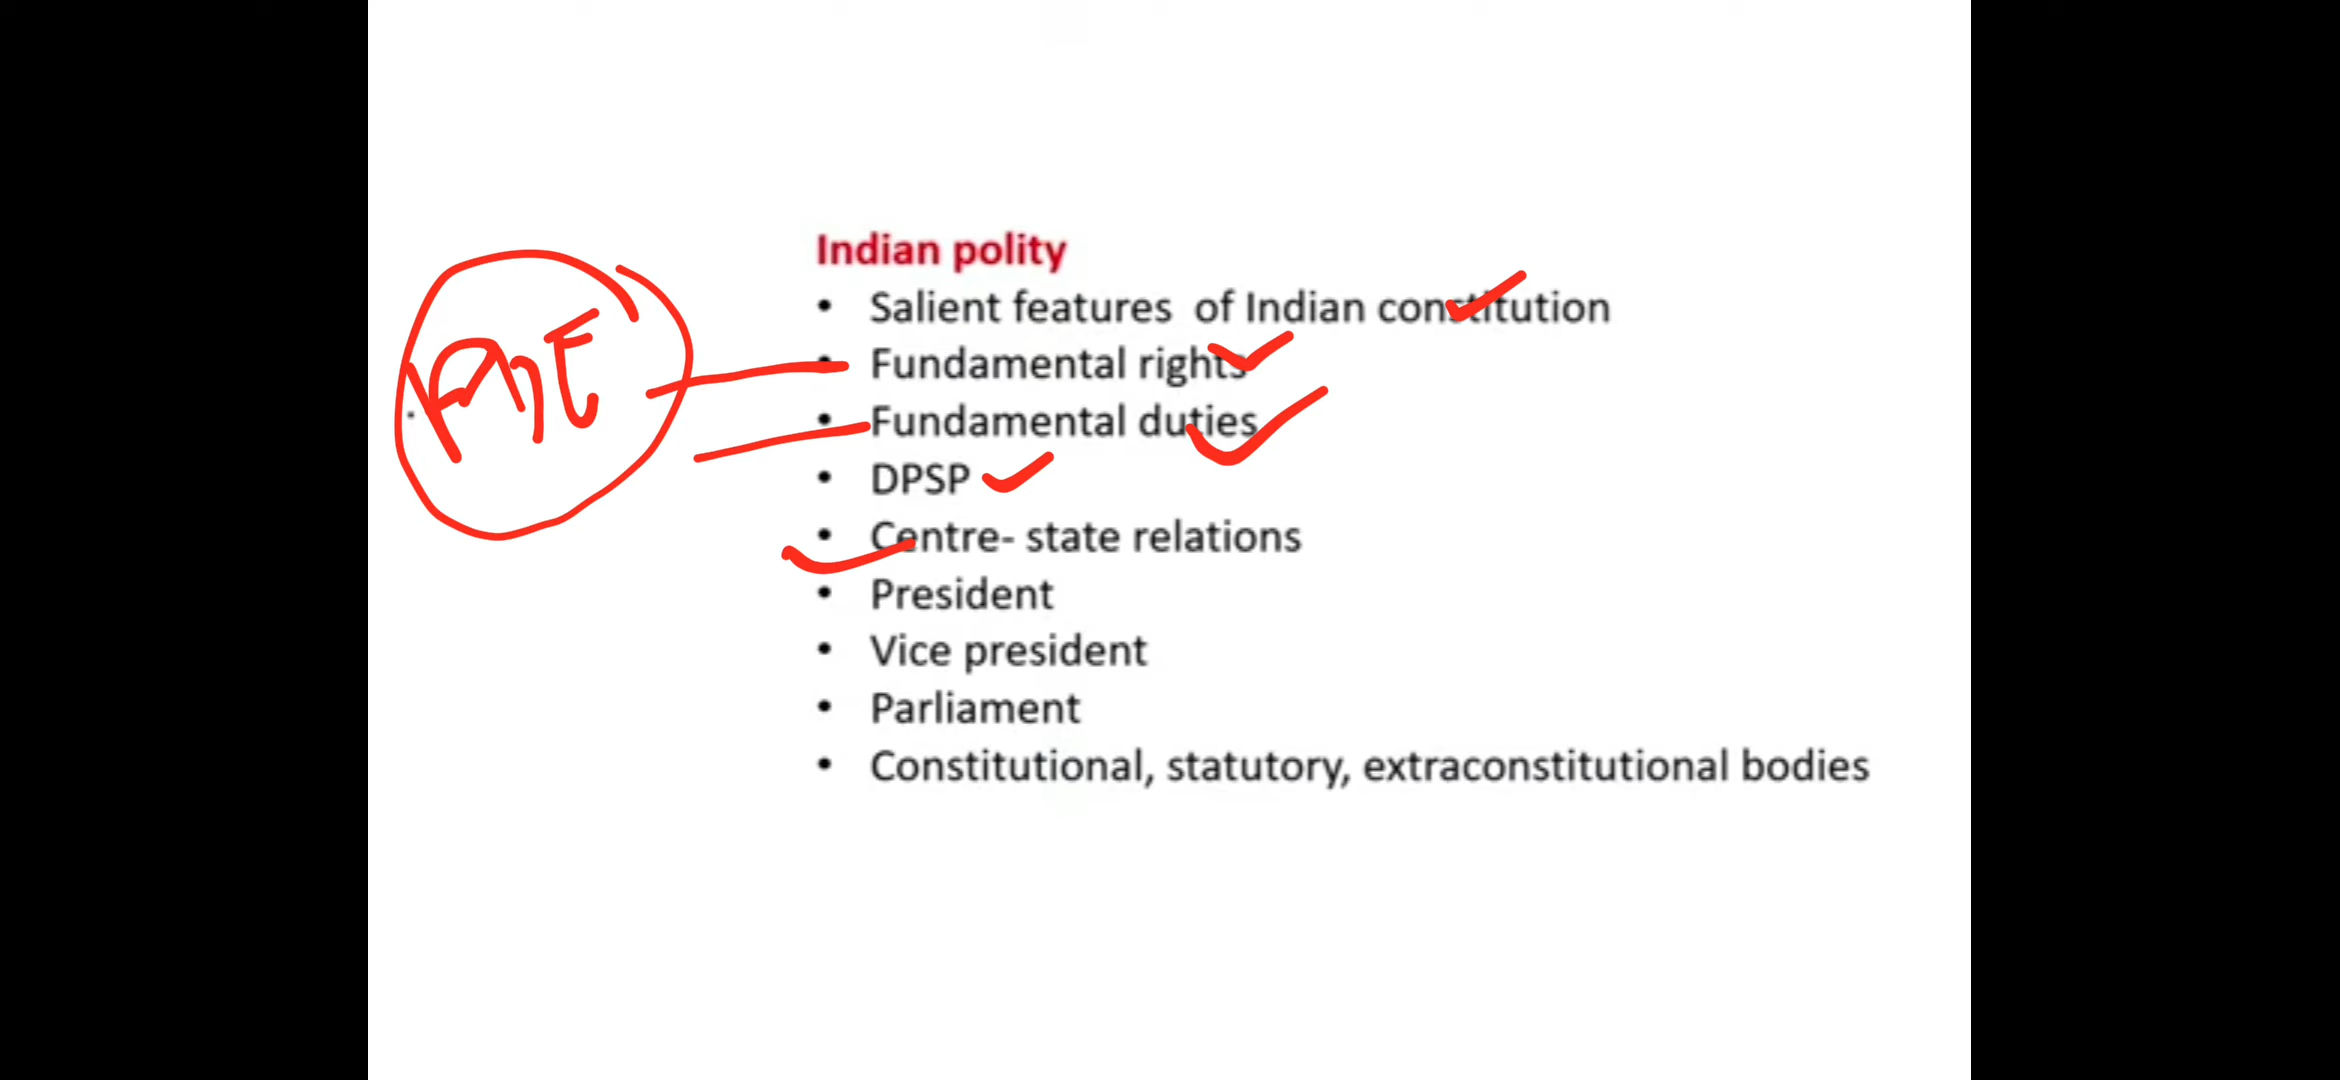 Indian polity
• Salient features of Indian constitution
• Fundamental rights
• Fundamental duties
• DPSP
• Centre- state relations
• President
• Vice president
• Parliament
• Constitutional, statutory, extraconstitutional bodies